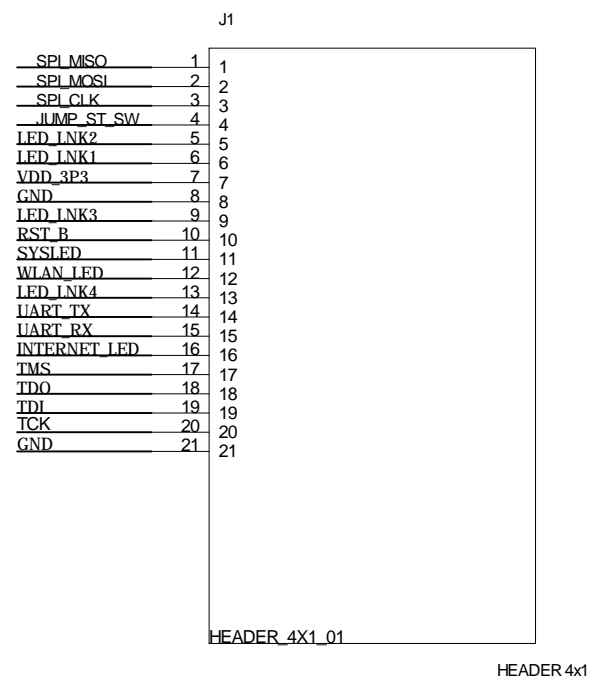 J1
SPI_MISO 1 1
SPI_MOSI 2 2
SPI_CLK 3 3
JUMP_ST_SW 4 4
LED_LNK2 5 5
LED_LNK1 6 6
VDD_3P3 7 7
GND 8 8
LED_LNK3 9 9
RST_B 10 10
SYSLED 11 11
WLAN_LED 12 12
LED_LNK4 13 13
UART_TX 14 14
UART_RX 15 15
INTERNET_LED 16 16
TMS 17 17
TDO 18 18
TDI 19 19
TCK 20 20
GND 21 21
HEADER_4X1_01
HEADER 4x1